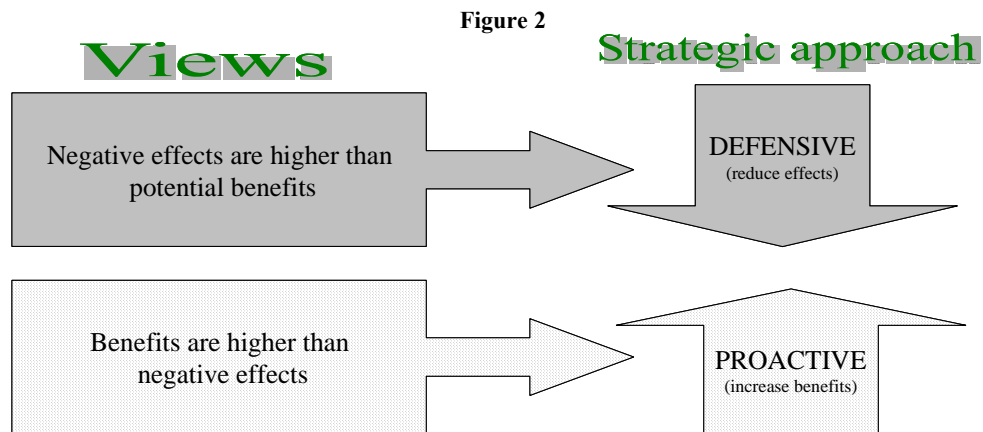 Figure 2
Views
Strategic approach
Negative effects are higher than
potential benefits
DEFENSIVE
(reduce effects)
Benefits are higher than
negative effects
PROACTIVE
(increase benefits)